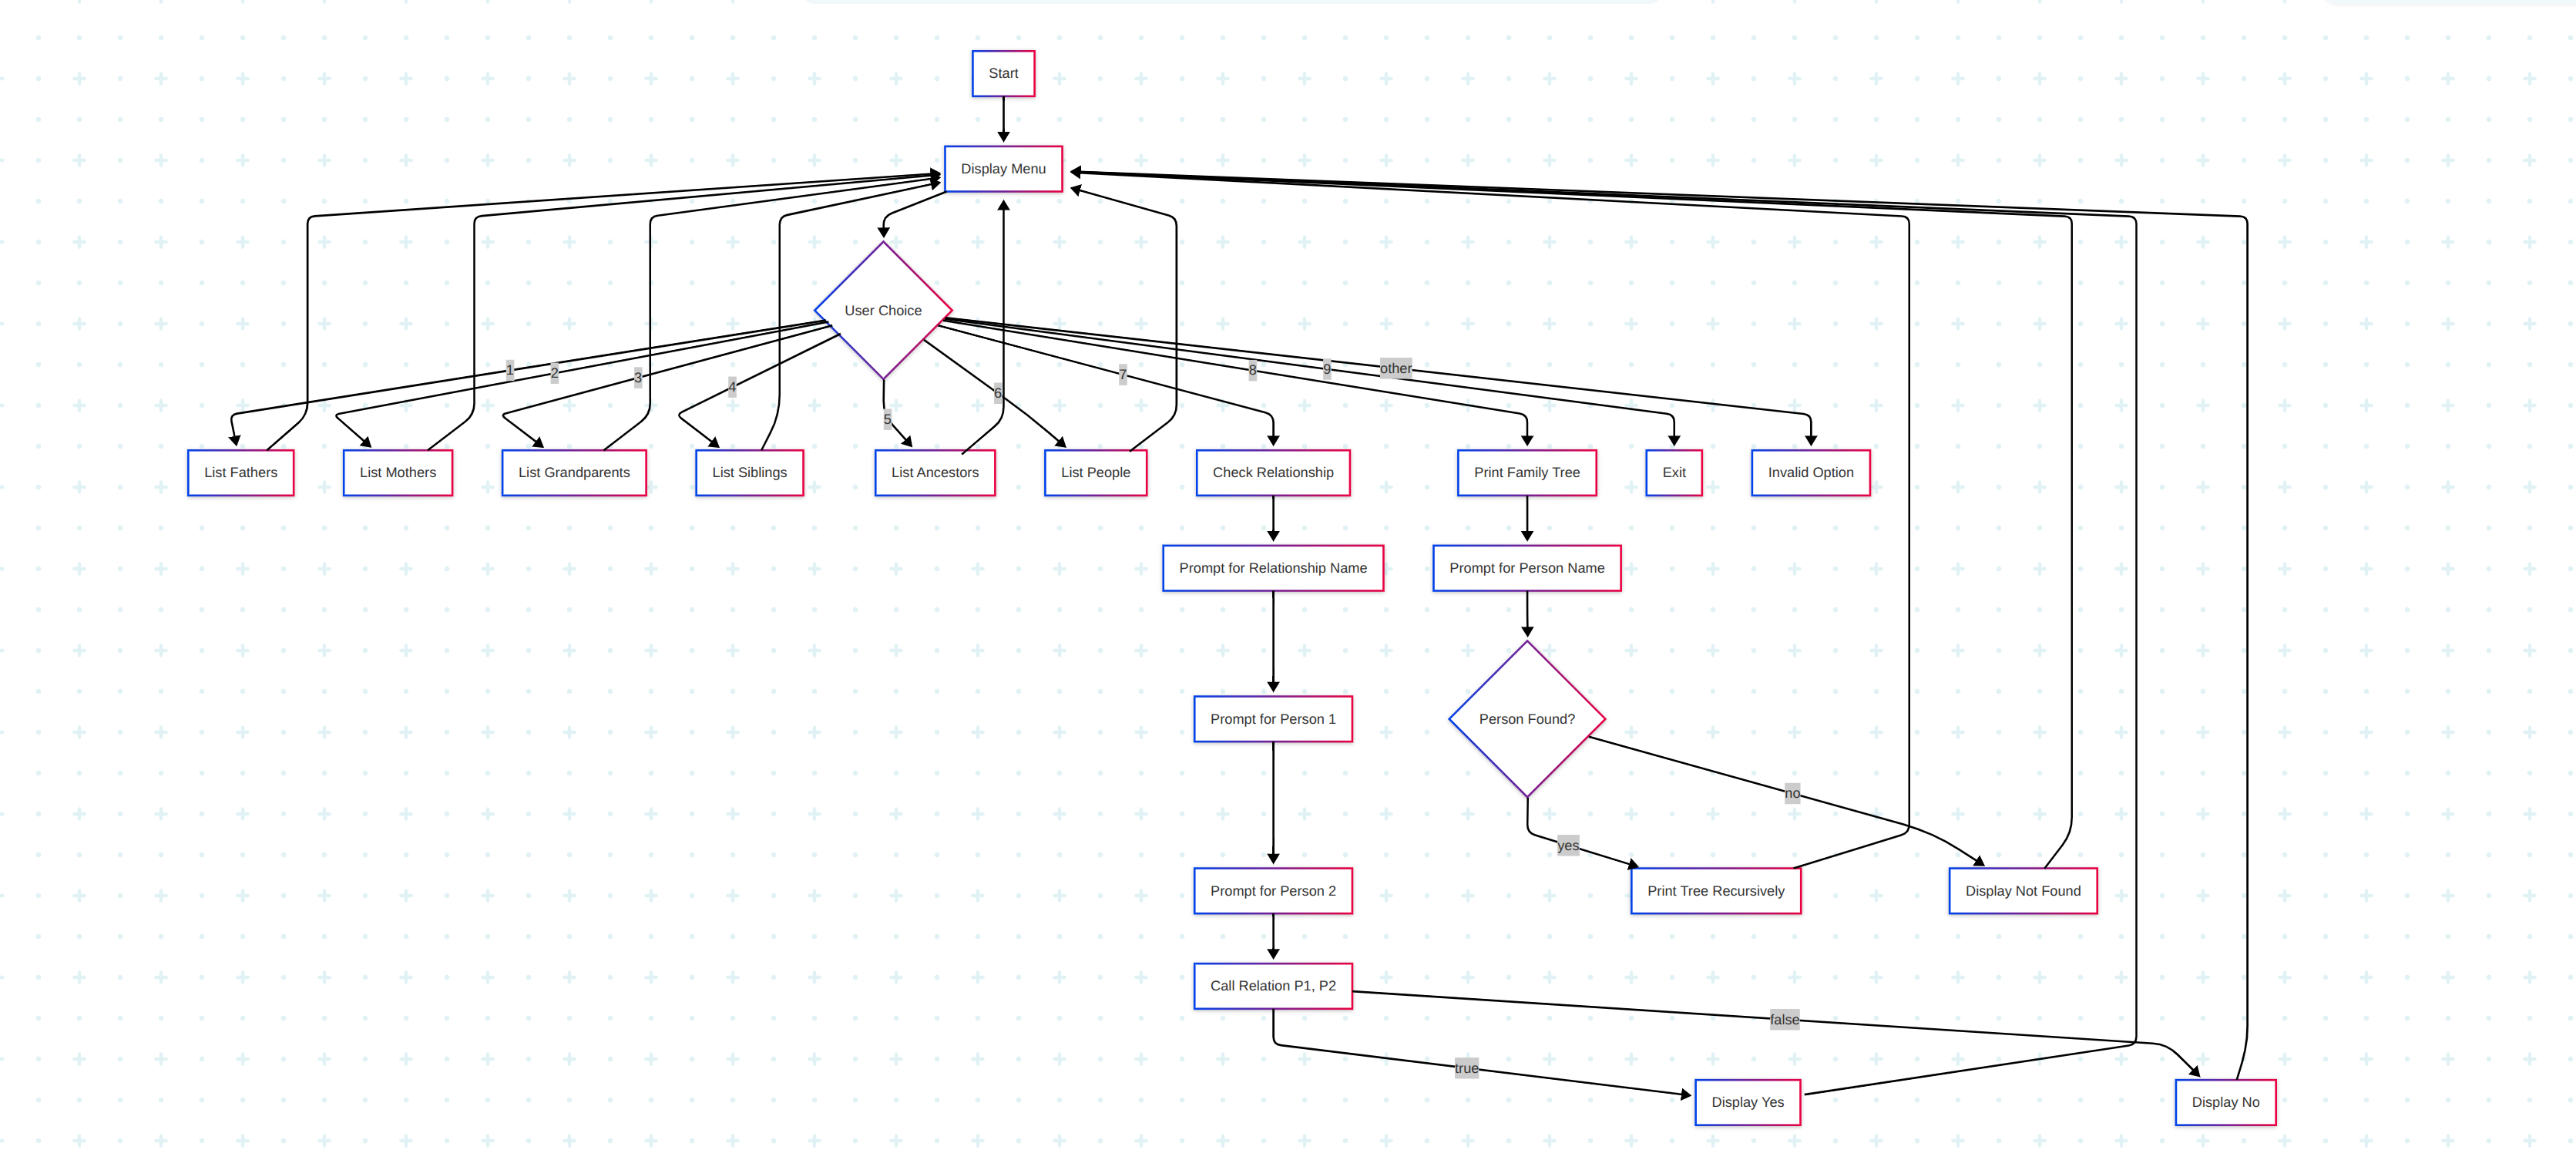 Start
Display Menu
User Choice
1
2
3
4
5
6
7
8
9
other
List Fathers
List Mothers
List Grandparents
List Siblings
List Ancestors
List People
Check Relationship
Print Family Tree
Exit
Invalid Option
Prompt for Relationship Name
Prompt for Person Name
Prompt for Person 1
Person Found?
no
yes
Prompt for Person 2
Print Tree Recursively
Display Not Found
Call Relation P1, P2
false
true
Display Yes
Display No